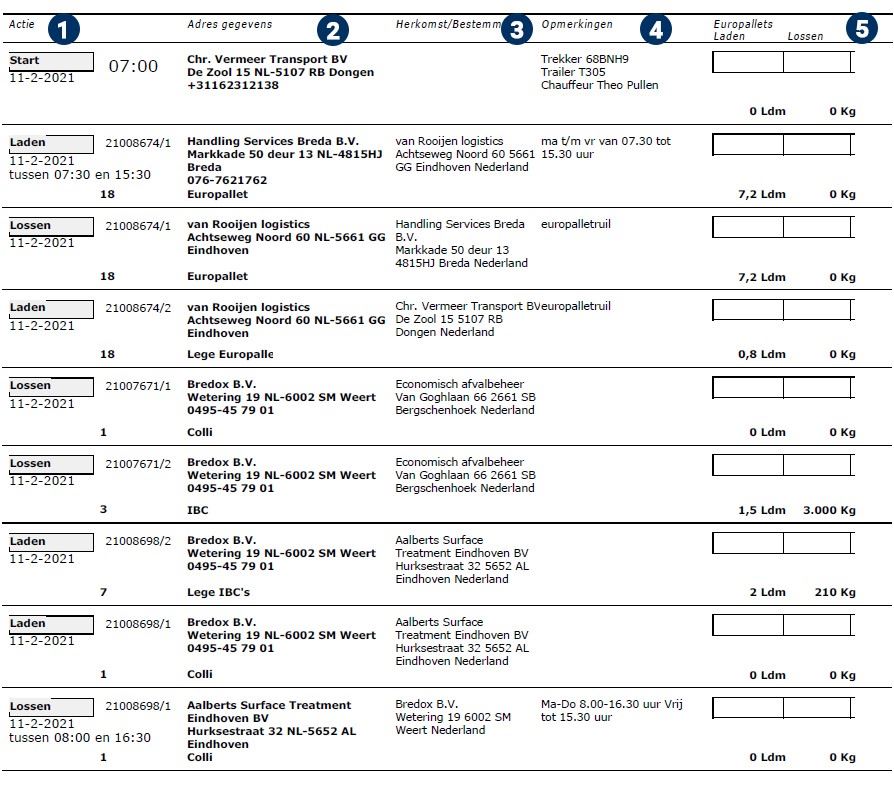 Actie 1 Adres gegevens 2 Herkomst/Bestemm 3 Opmerkingen 4 Europallets 5
Laden Lossen
Start 07:00 Chr. Vermeer Transport BV Trekker 68BNH9
11-2-2021 De Zool 15 NL-5107 RB Dongen Trailer T305
+31162312138 Chauffeur Theo Pullen
0 Ldm 0 Kg
Laden 21008674/1 Handling Services Breda B.V. van Rooijen logistics ma t/m vr van 07.30 tot
11-2-2021 Markkade 50 deur 13 NL-4815HJ Achtseweg Noord 60 5661 15.30 uur
tussen 07:30 en 15:30 Breda GG Eindhoven Nederland
076-7621762
18 Europallet 7,2 Ldm 0 Kg
Lossen 21008674/1 van Rooijen logistics Handling Services Breda europalletruil
11-2-2021 Achtseweg Noord 60 NL-5661 GG B.V.
Eindhoven Markkade 50 deur 13
4815HJ Breda Nederland
18 Europallet 7,2 Ldm 0 Kg
Laden 21008674/2 van Rooijen logistics Chr. Vermeer Transport BV europalletruil
11-2-2021 Achtseweg Noord 60 NL-5661 GG De Zool 15 5107 RB
Eindhoven Dongen Nederland
18 Lege Europalle 0,8 Ldm 0 Kg
Lossen 21007671/1 Bredox B.V. Economisch afvalbeheer
11-2-2021 Wetering 19 NL-6002 SM Weert Van Goghlaan 66 2661 SB
0495-45 79 01 Bergschenhoek Nederland
1 Colli 0 Ldm 0 Kg
Lossen 21007671/2 Bredox B.V. Economisch afvalbeheer
11-2-2021 Wetering 19 NL-6002 SM Weert Van Goghlaan 66 2661 SB
0495-45 79 01 Bergschenhoek Nederland
3 IBC 1,5 Ldm 3.000 Kg
Laden 21008698/2 Bredox B.V. Aalberts Surface
11-2-2021 Wetering 19 NL-6002 SM Weert Treatment Eindhoven BV
0495-45 79 01 Hurksestraat 32 5652 AL
Eindhoven Nederland
7 Lege IBC's 2 Ldm 210 Kg
Laden 21008698/1 Bredox B.V. Aalberts Surface
11-2-2021 Wetering 19 NL-6002 SM Weert Treatment Eindhoven BV
0495-45 79 01 Hurksestraat 32 5652 AL
Eindhoven Nederland
1 Colli 0 Ldm 0 Kg
Lossen 21008698/1 Aalberts Surface Treatment Bredox B.V. Ma-Do 8.00-16.30 uur Vrij
11-2-2021 Eindhoven BV Wetering 19 6002 SM tot 15.30 uur
tussen 08:00 en 16:30 Hurksestraat 32 NL-5652 AL Weert Nederland
Eindhoven
1 Colli 0 Ldm 0 Kg